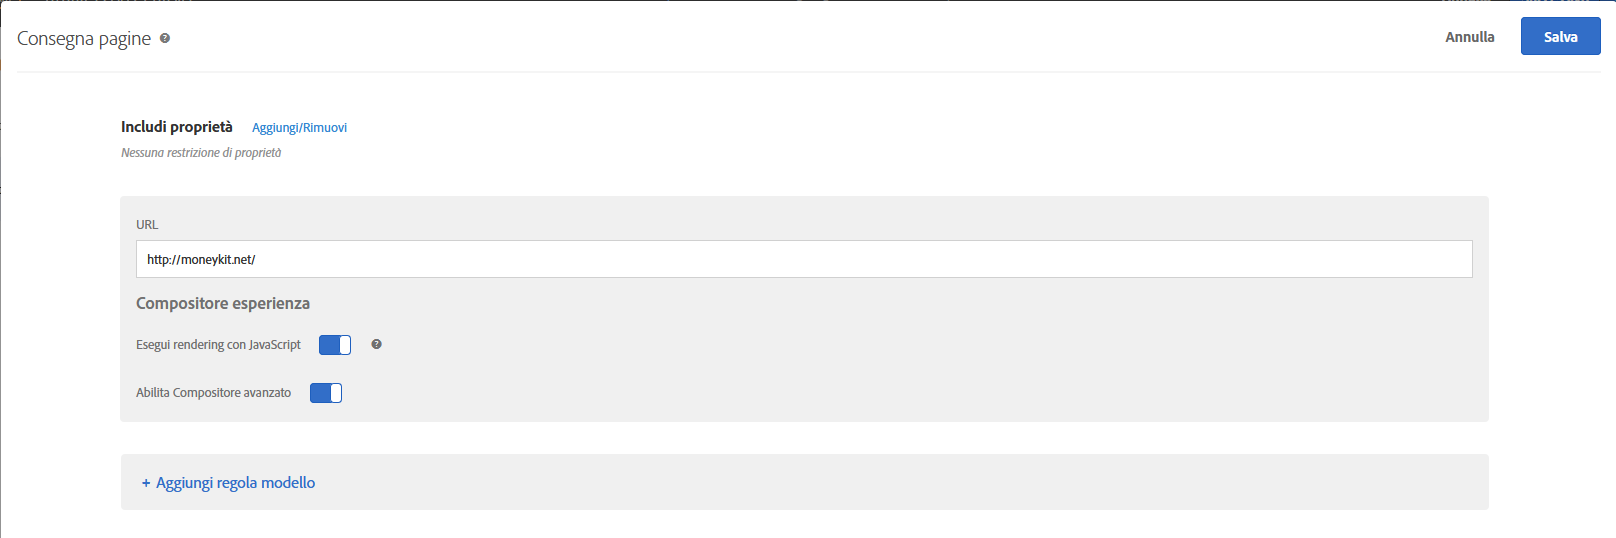 Consegna pagine
Annulla
Salva
Includi proprietà Aggiungi/Rimuovi
Nessuna restrizione di proprietà
URL
http://moneykit.net/
Compositore esperienza
Esegui rendering con JavaScript
Abilita Compositore avanzato
+ Aggiungi regola modello